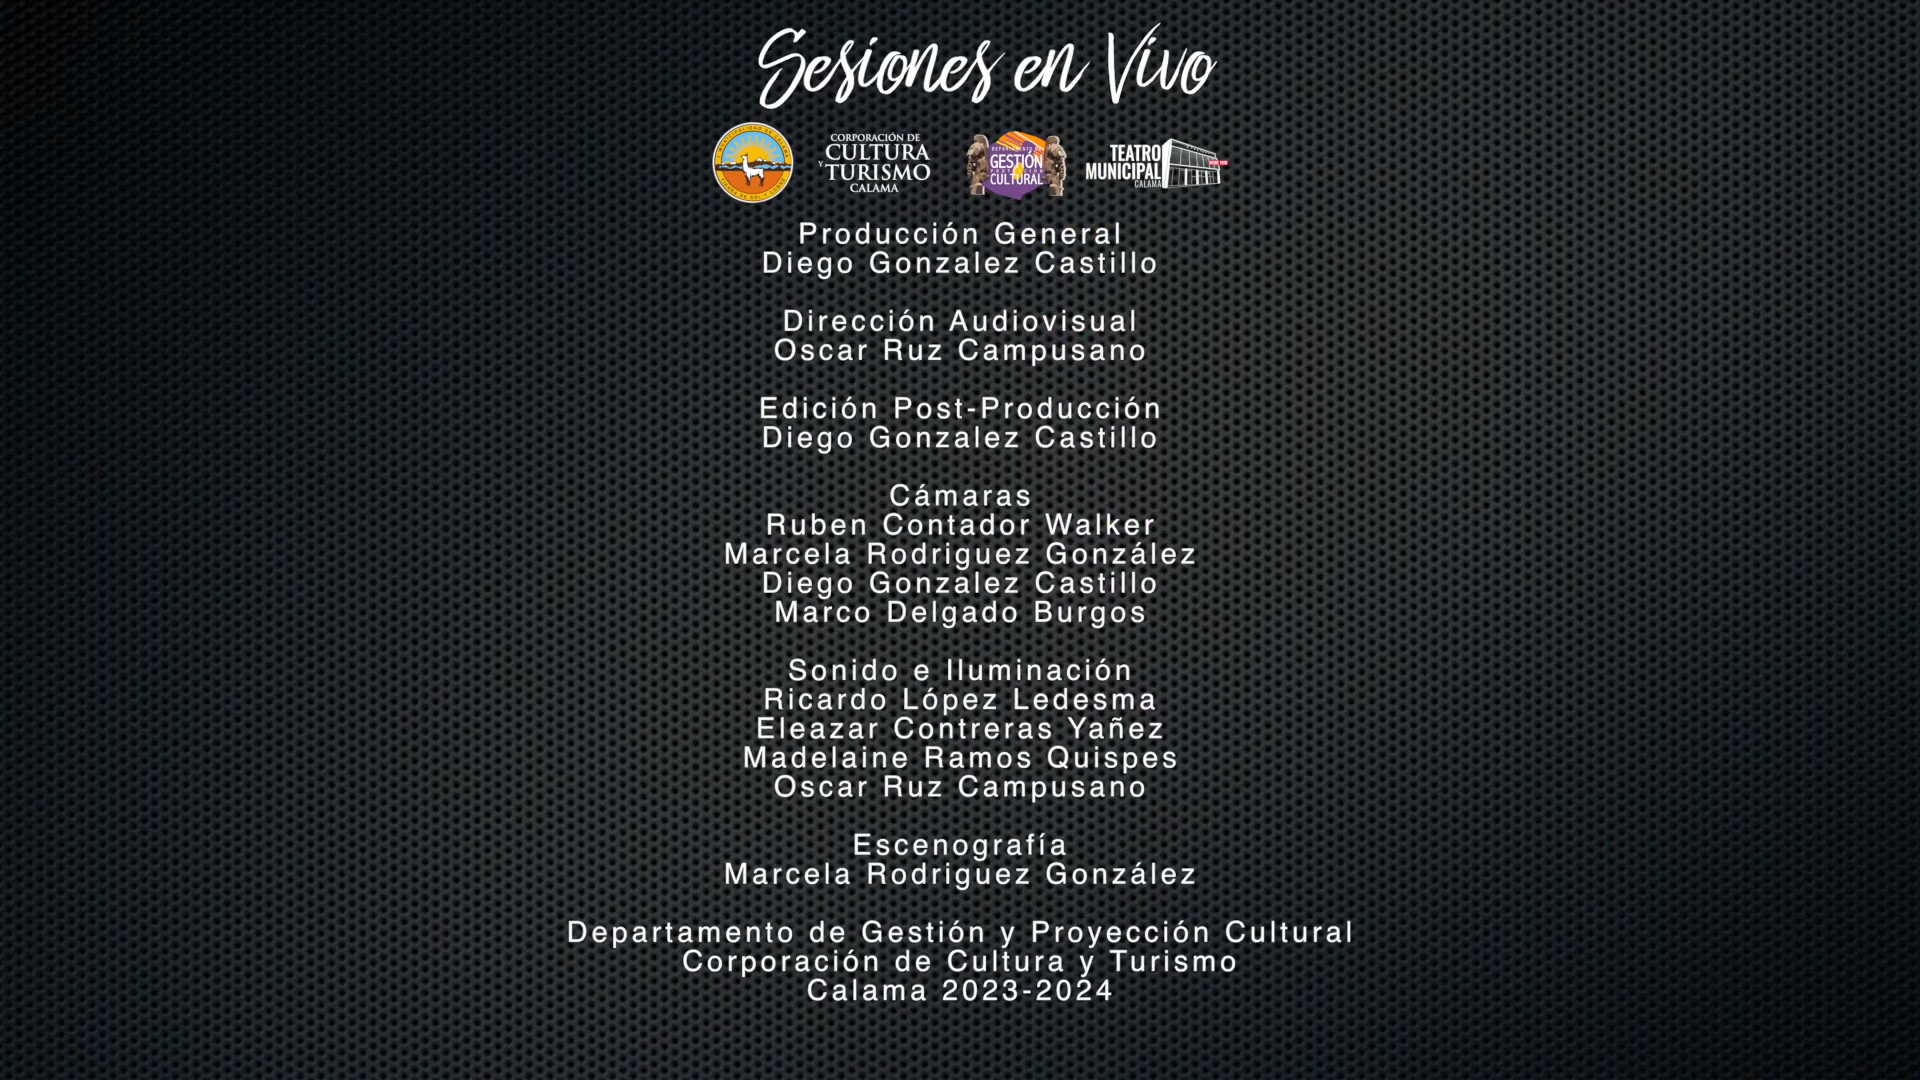 Sesiones en Vivo
CORPORACIÓN DE
CULTURA
Y TURISMO
CALAMA
GESTIÓN
CULTURAL
TEATRO
MUNICIPAL
CALAMA
Producción General
Diego Gonzalez Castillo
Dirección Audiovisual
Oscar Ruz Campusano
Edición Post-Producción
Diego Gonzalez Castillo
Cámaras
Ruben Contador Walker
Marcela Rodriguez González
Diego Gonzalez Castillo
Marco Delgado Burgos
Sonido e Iluminación
Ricardo López Ledesma
Eleazar Contreras Yañez
Madelaine Ramos Quispes
Oscar Ruz Campusano
Escenografía
Marcela Rodriguez González
Departamento de Gestión y Proyección Cultural
Corporación de Cultura y Turismo
Calama 2023-2024